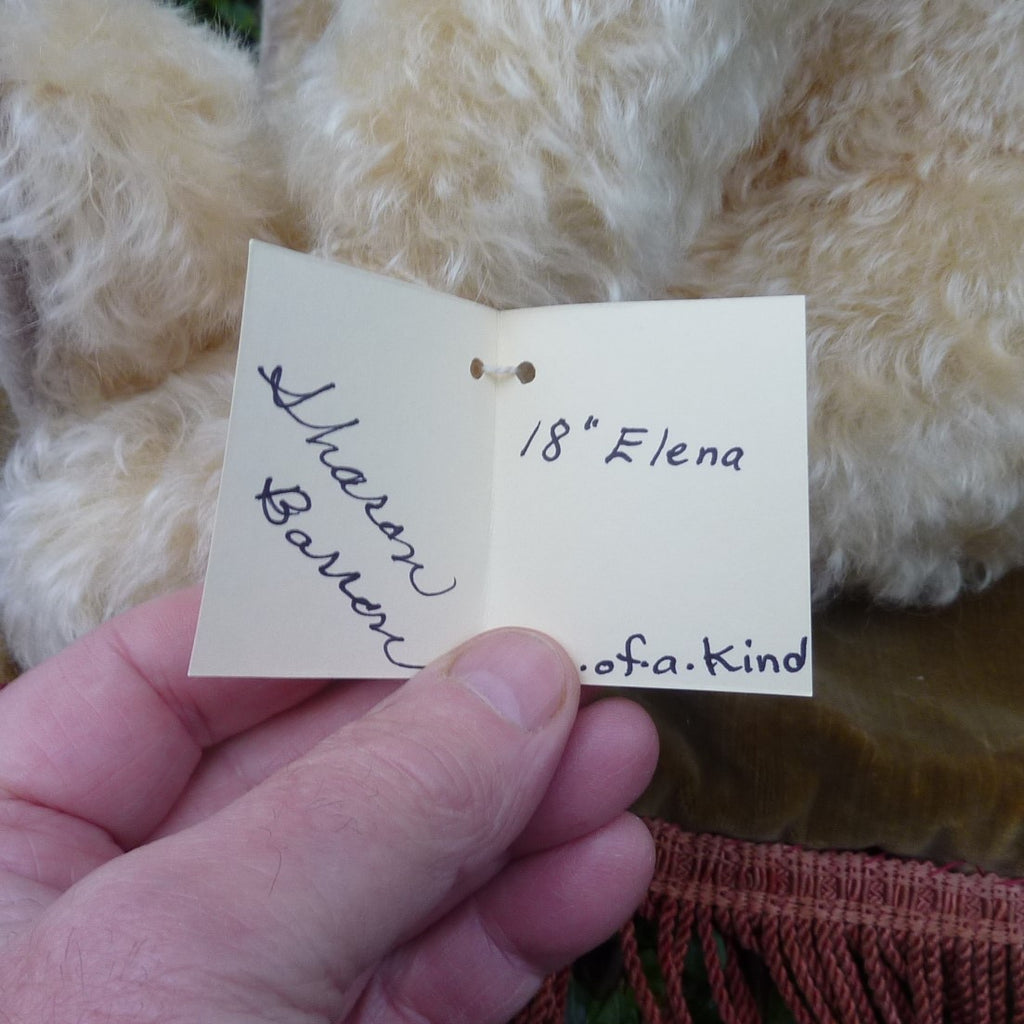 Sharon
Barron
18" Elena
.of.a.Kind